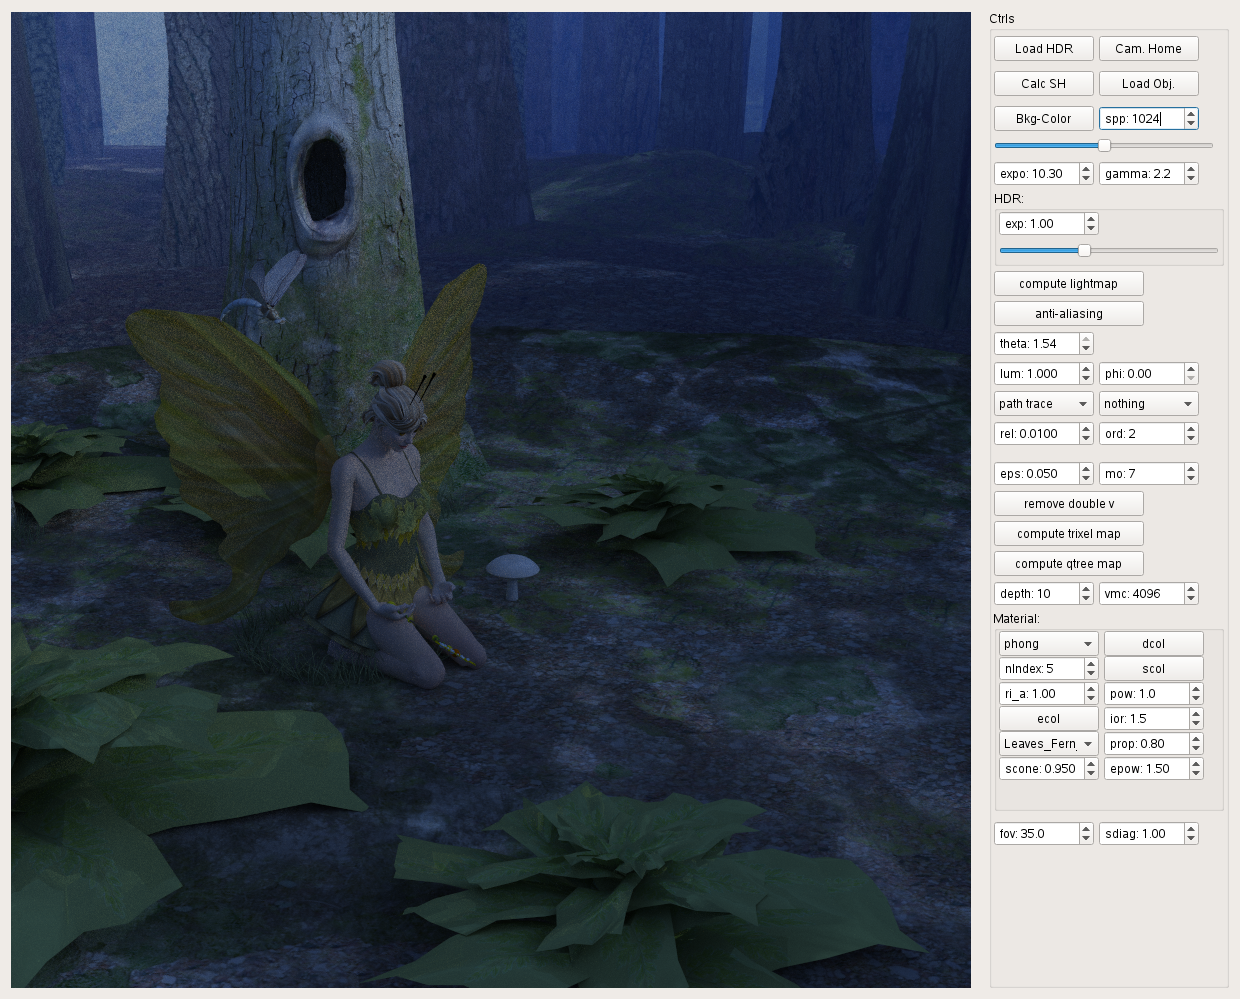 Ctrls
Load HDR Cam. Home
Calc SH Load Obj.
Bkg-Color spp: 1024
expo: 10.30 gamma: 2.2
HDR:
exp: 1.00
compute lightmap
anti-aliasing
theta: 1.54
lum: 1.000 phi: 0.00
path trace nothing
rel: 0.0100 ord: 2
eps: 0.050 mo: 7
remove double v
compute trixel map
compute qtree map
depth: 10 vmc: 4096
Material:
phong dcol
nIndex: 5 scol
ri_a: 1.00 pow: 1.0
ecol ior: 1.5
Leaves_Fern_ prop: 0.80
scone: 0.950 epow: 1.50
fov: 35.0 sdiag: 1.00